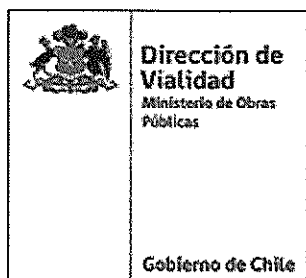 Dirección de
Vialidad
Ministerio de Obras
Públicas
Gobierno de Chile